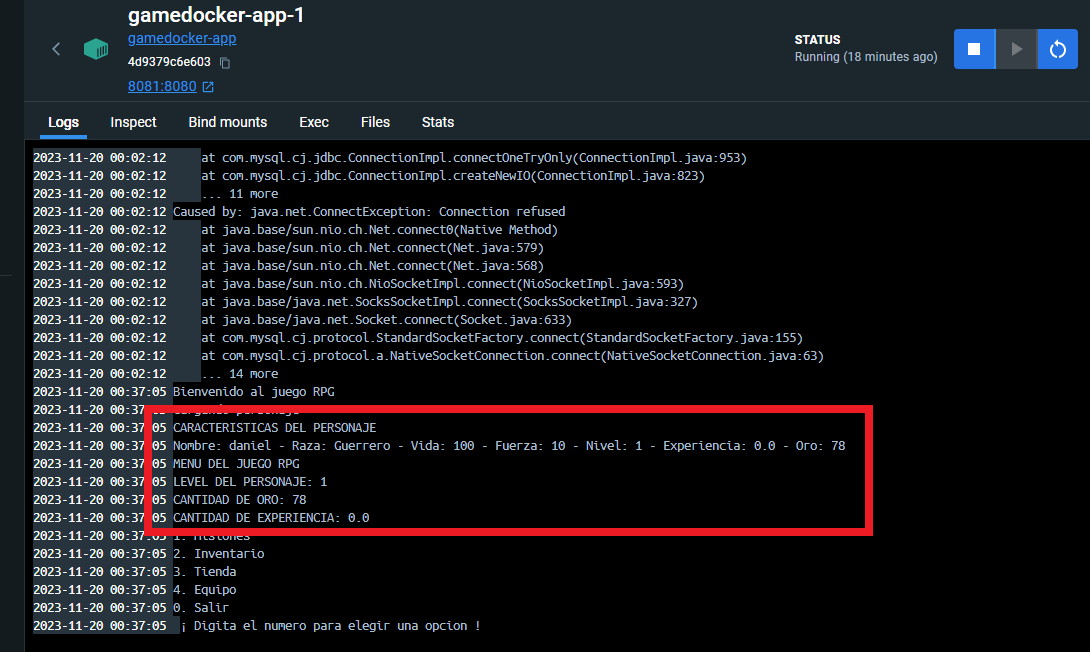 gamedocker-app-1
gamedocker-app
4d9379c6e603
8081:8080
STATUS
Running (18 minutes ago)
Logs Inspect Bind mounts Exec Files Stats
2023-11-20 00:02:12 at com.mysql.cj.jdbc.ConnectionImpl.connectOneTryOnly(ConnectionImpl.java:953)
2023-11-20 00:02:12 at com.mysql.cj.jdbc.ConnectionImpl.createNewIO(ConnectionImpl.java:823)
2023-11-20 00:02:12 ... 11 more
2023-11-20 00:02:12 Caused by: java.net.ConnectException: Connection refused
2023-11-20 00:02:12 at java.base/sun.nio.ch.Net.connect0(Native Method)
2023-11-20 00:02:12 at java.base/sun.nio.ch.Net.connect(Net.java:579)
2023-11-20 00:02:12 at java.base/sun.nio.ch.Net.connect(Net.java:568)
2023-11-20 00:02:12 at java.base/sun.nio.ch.NioSocketImpl.connect(NioSocketImpl.java:593)
2023-11-20 00:02:12 at java.base/java.net.SocksSocketImpl.connect(SocksSocketImpl.java:327)
2023-11-20 00:02:12 at java.base/java.net.Socket.connect(Socket.java:633)
2023-11-20 00:02:12 at com.mysql.cj.protocol.StandardSocketFactory.connect(StandardSocketFactory.java:155)
2023-11-20 00:02:12 at com.mysql.cj.protocol.a.NativeSocketConnection.connect(NativeSocketConnection.java:63)
2023-11-20 00:02:12 ... 14 more
2023-11-20 00:37:05 Bienvenido al juego RPG
2023-11-20 00:37:05
2023-11-20 00:37:05 CARACTERISTICAS DEL PERSONAJE
2023-11-20 00:37:05 Nombre: daniel - Raza: Guerrero - Vida: 100 - Fuerza: 10 - Nivel: 1 - Experiencia: 0.0 - Oro: 78
2023-11-20 00:37:05 MENU DEL JUEGO RPG
2023-11-20 00:37:05 LEVEL DEL PERSONAJE: 1
2023-11-20 00:37:05 CANTIDAD DE ORO: 78
2023-11-20 00:37:05 CANTIDAD DE EXPERIENCIA: 0.0
2023-11-20 00:37:05 1. Misiones
2023-11-20 00:37:05 2. Inventario
2023-11-20 00:37:05 3. Tienda
2023-11-20 00:37:05 4. Equipo
2023-11-20 00:37:05 0. Salir
2023-11-20 00:37:05 ¡ Digita el numero para elegir una opcion !